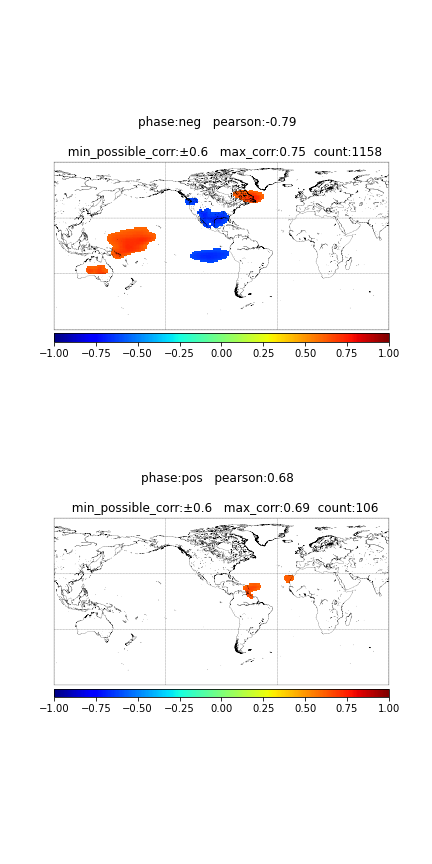 phase:neg   pearson:-0.79
min_possible_corr:±0.6   max_corr:0.75  count:1158
−1.00 −0.75 −0.50 −0.25 0.00 0.25 0.50 0.75 1.00
phase:pos   pearson:0.68
min_possible_corr:±0.6   max_corr:0.69  count:106
−1.00 −0.75 −0.50 −0.25 0.00 0.25 0.50 0.75 1.00